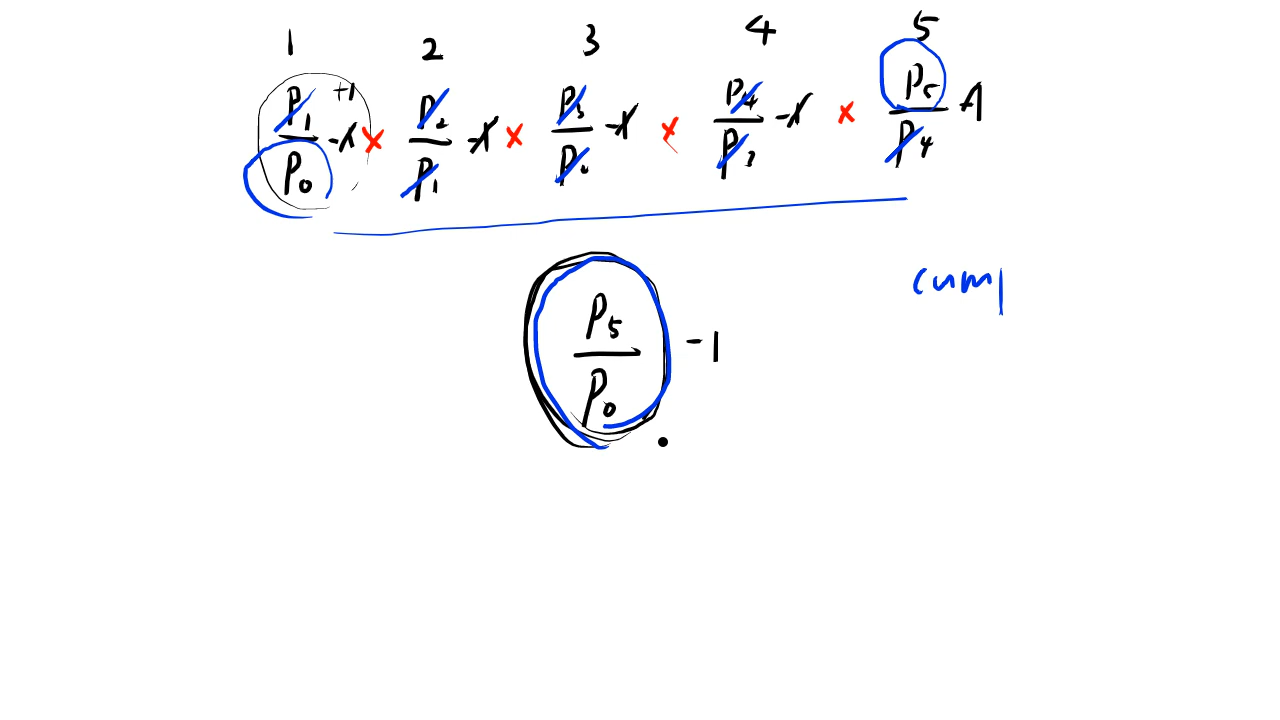 1 2 3 4 5
P₁/P₀ -1 +1 × P₂/P₁ -1 × P₃/P₂ -1 × P₄/P₃ -1 × P₅/P₄ -1
P₅/P₀ -1
cum